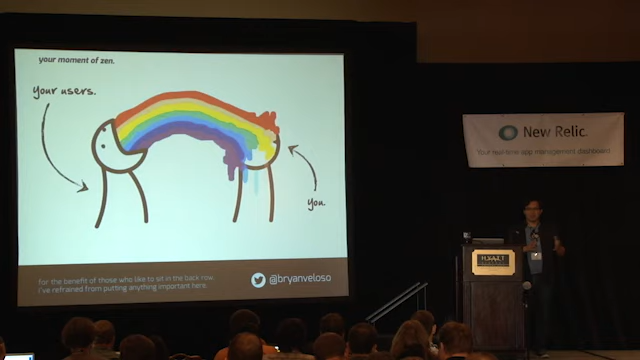 your moment of zen.
your users.
you.
for the benefit of those who like to sit in the back row,
i've refrained from putting anything important here.
@bryanveloso
New Relic.
Your real-time app management dashboard
HYATT